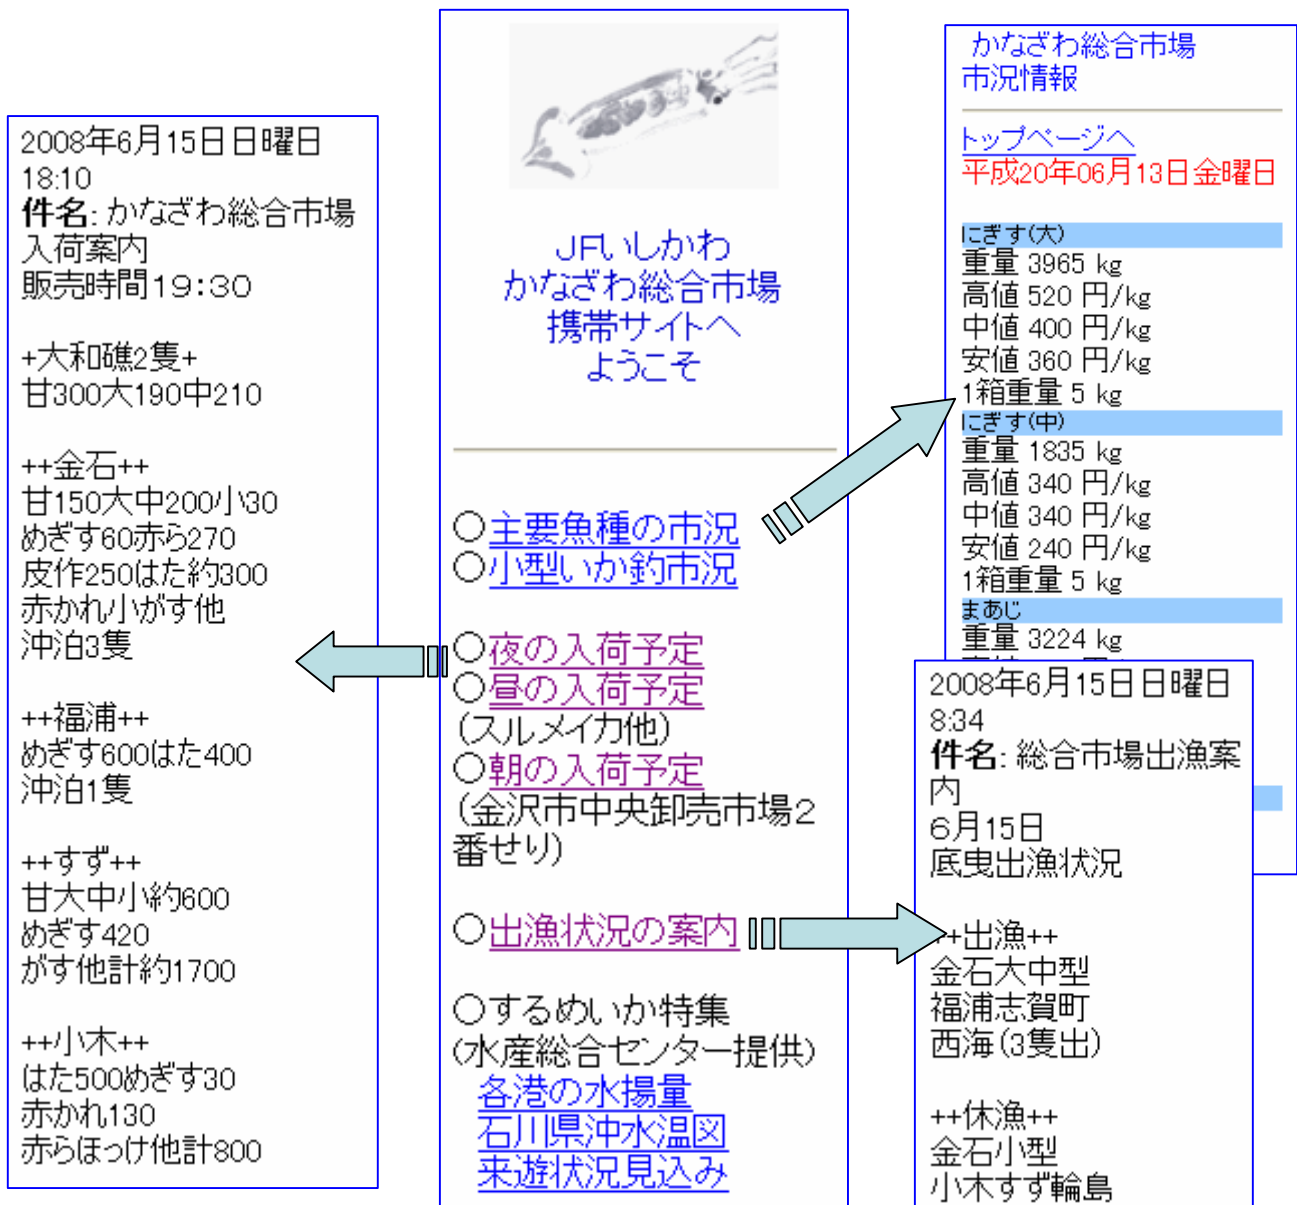 2008年6月15日日曜日
18:10
件名: かなざわ総合市場
入荷案内
販売時間19:30
+大和礁2隻+
甘300大190中210
++金石++
甘150大中200小30
めぎす60赤ら270
皮作250はた約300
赤かれ小がす他
沖泊3隻
++福浦++
めぎす600はた400
沖泊1隻
++すず++
甘大中小約600
めぎす420
がす他計約1700
++小木++
はた500めぎす30
赤かれ130
赤らほっけ他計800
JFいしかわ
かなざわ総合市場
携帯サイトへ
ようこそ
○主要魚種の市況
○小型いか釣市況
○夜の入荷予定
○昼の入荷予定
(スルメイカ他)
○朝の入荷予定
(金沢市中央卸売市場2
番せり)
○出漁状況の案内
○するめいか特集
(水産総合センター提供)
各港の水揚量
石川県沖水温図
来遊状況見込み
かなざわ総合市場
市況情報
トップページへ
平成20年06月13日金曜日
にぎす(大)
重量 3965 kg
高値 520 円/kg
中値 400 円/kg
安値 360 円/kg
1箱重量 5 kg
にぎす(中)
重量 1835 kg
高値 340 円/kg
中値 340 円/kg
安値 240 円/kg
1箱重量 5 kg
まあじ
重量 3224 kg
2008年6月15日日曜日
8:34
件名: 総合市場出漁案
内
6月15日
底曳出漁状況
++出漁++
金石大中型
福浦志賀町
西海(3隻出)
++休漁++
金石小型
小木すず輪島